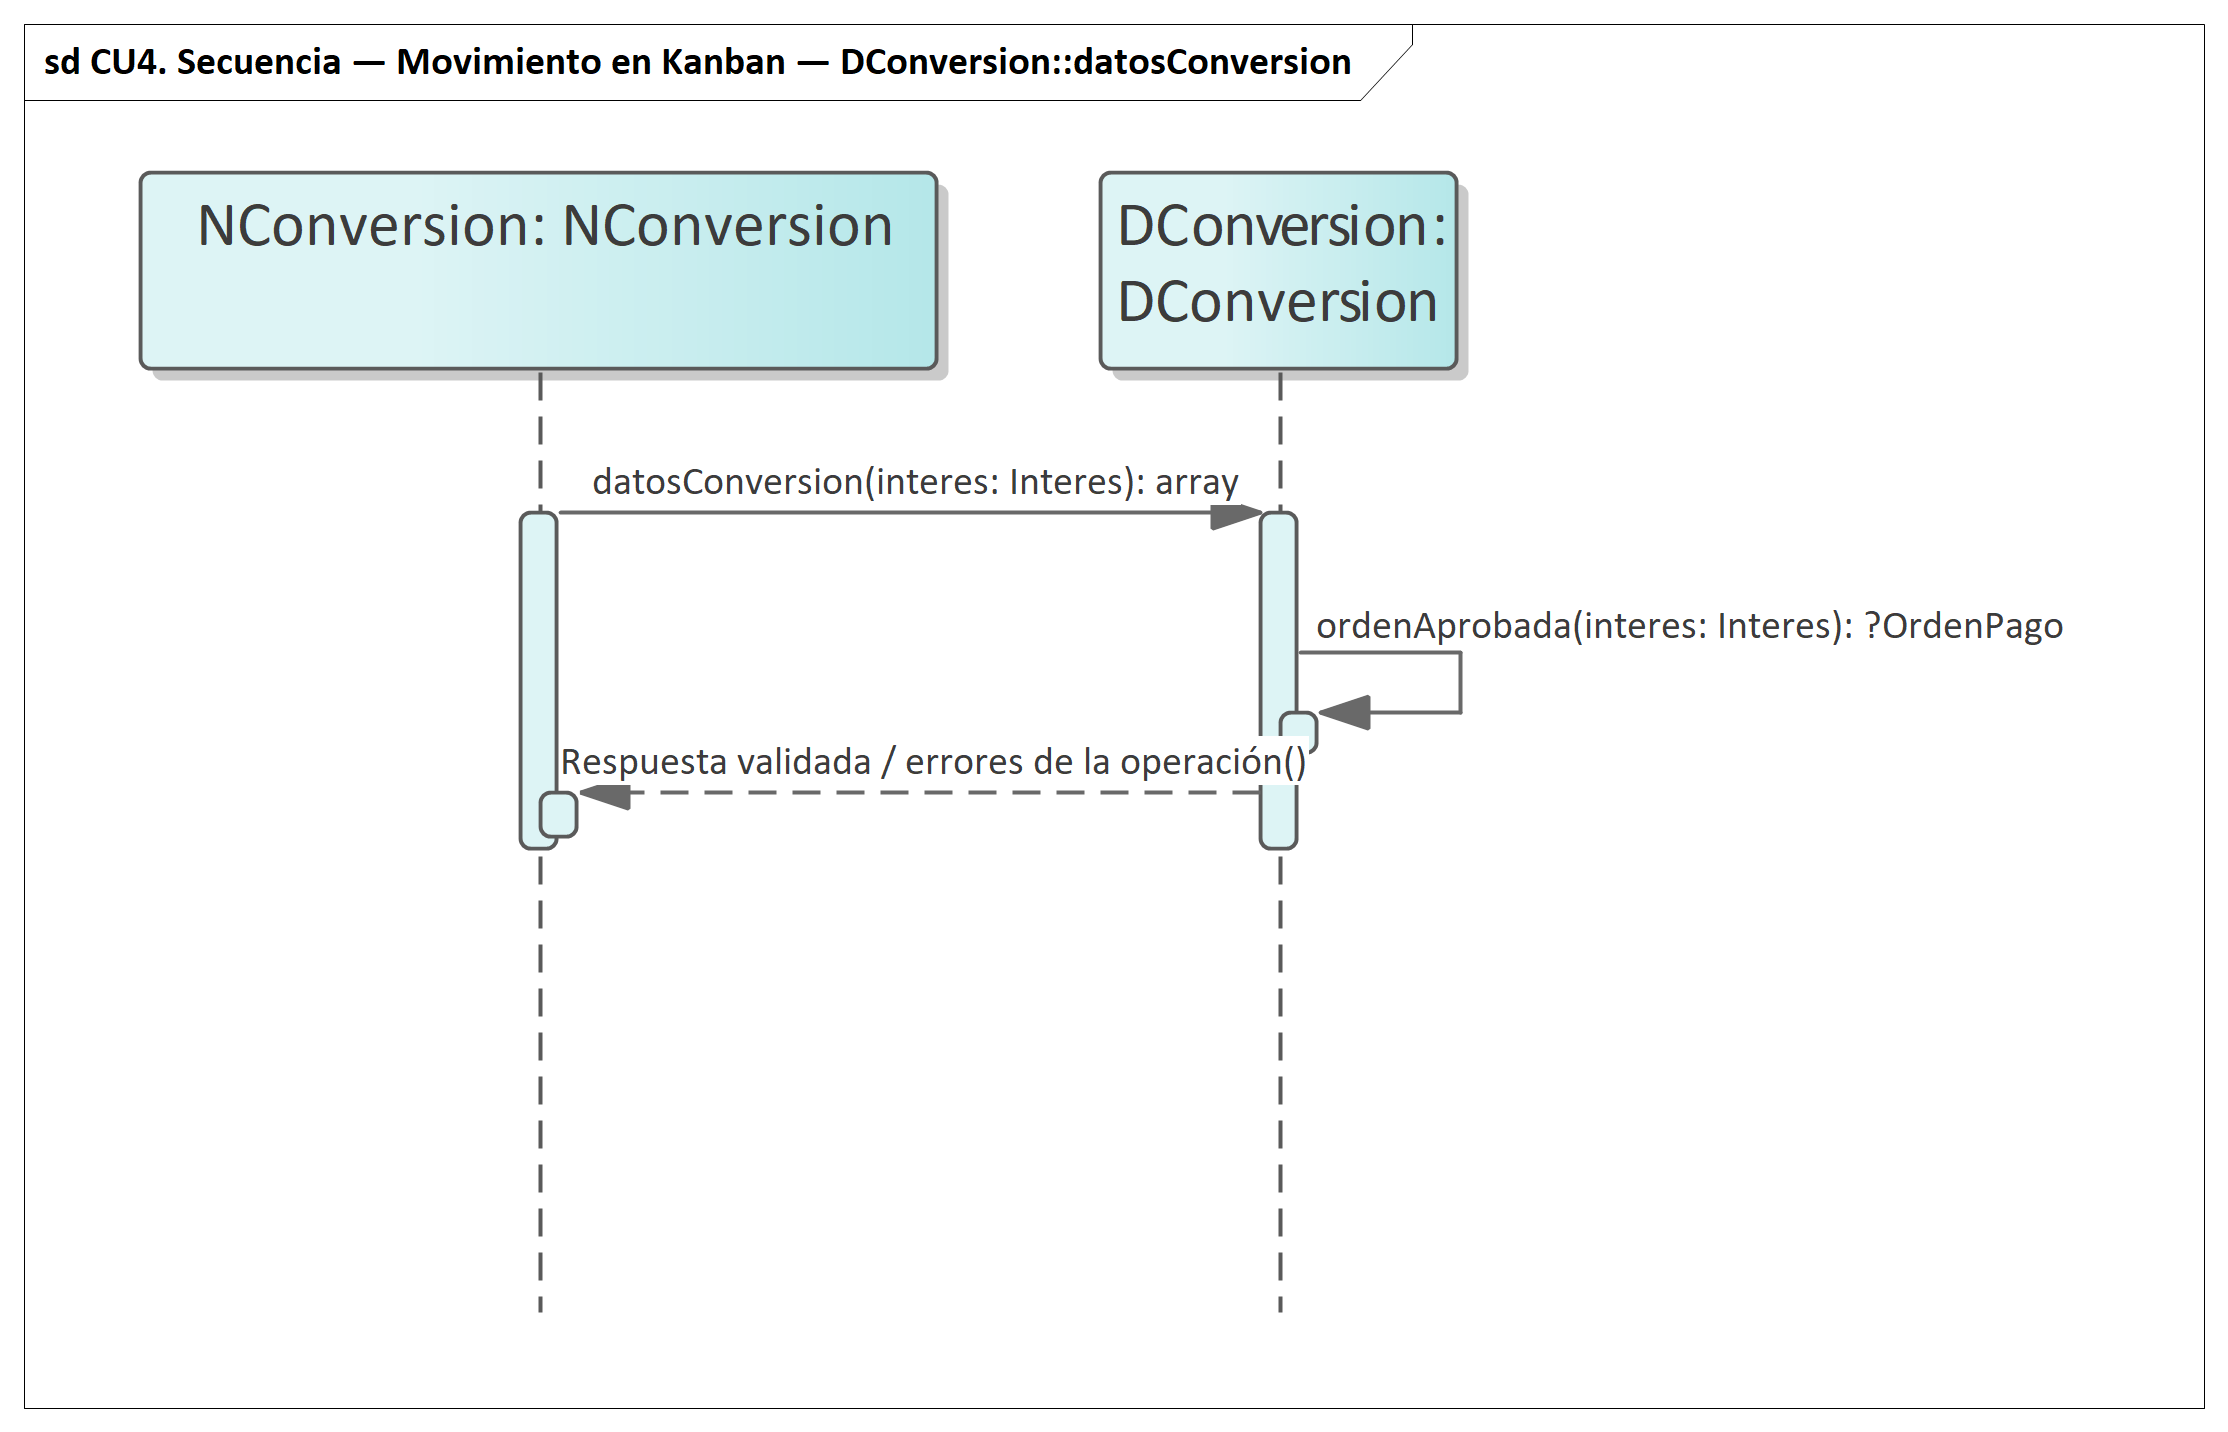 sd CU4. Secuencia — Movimiento en Kanban — DConversion::datosConversion
NConversion: NConversion
DConversion:
DConversion
datosConversion(interes: Interes): array
ordenAprobada(interes: Interes): ?OrdenPago
Respuesta validada / errores de la operación()